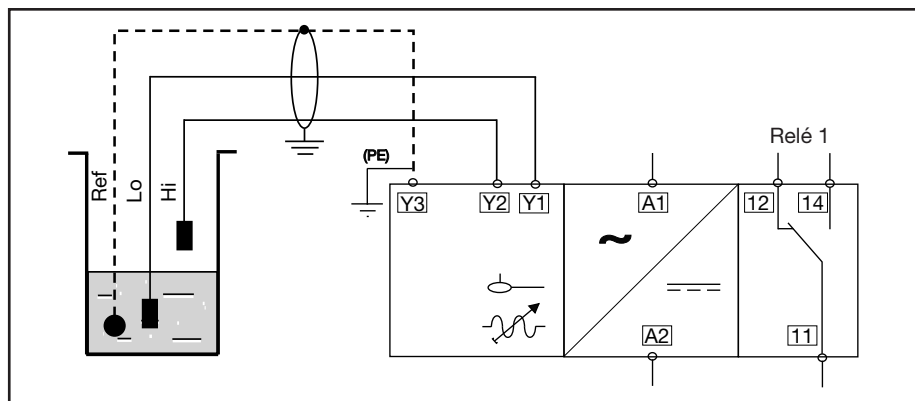 Relé 1
(PE)
Ref
Lo
Hi
Y3
Y2
Y1
A1
12
14
~
A2
11